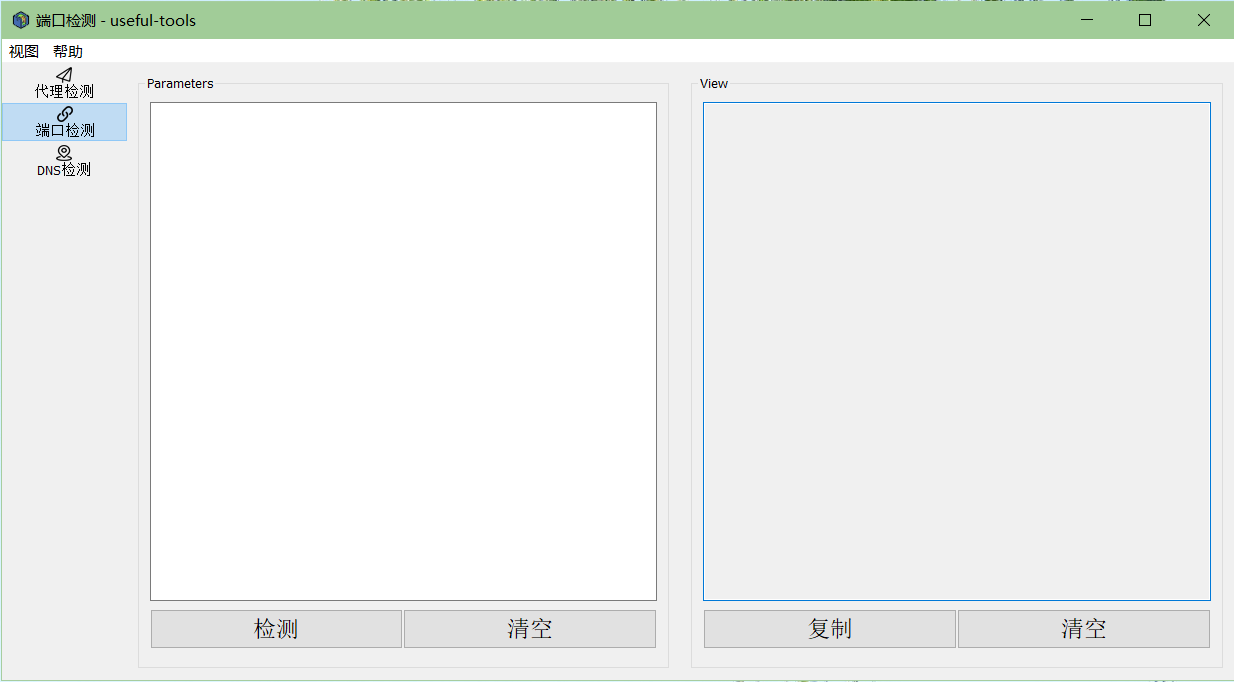 端口检测 - useful-tools
视图 帮助
代理检测
端口检测
DNS检测
Parameters
检测 清空
View
复制 清空